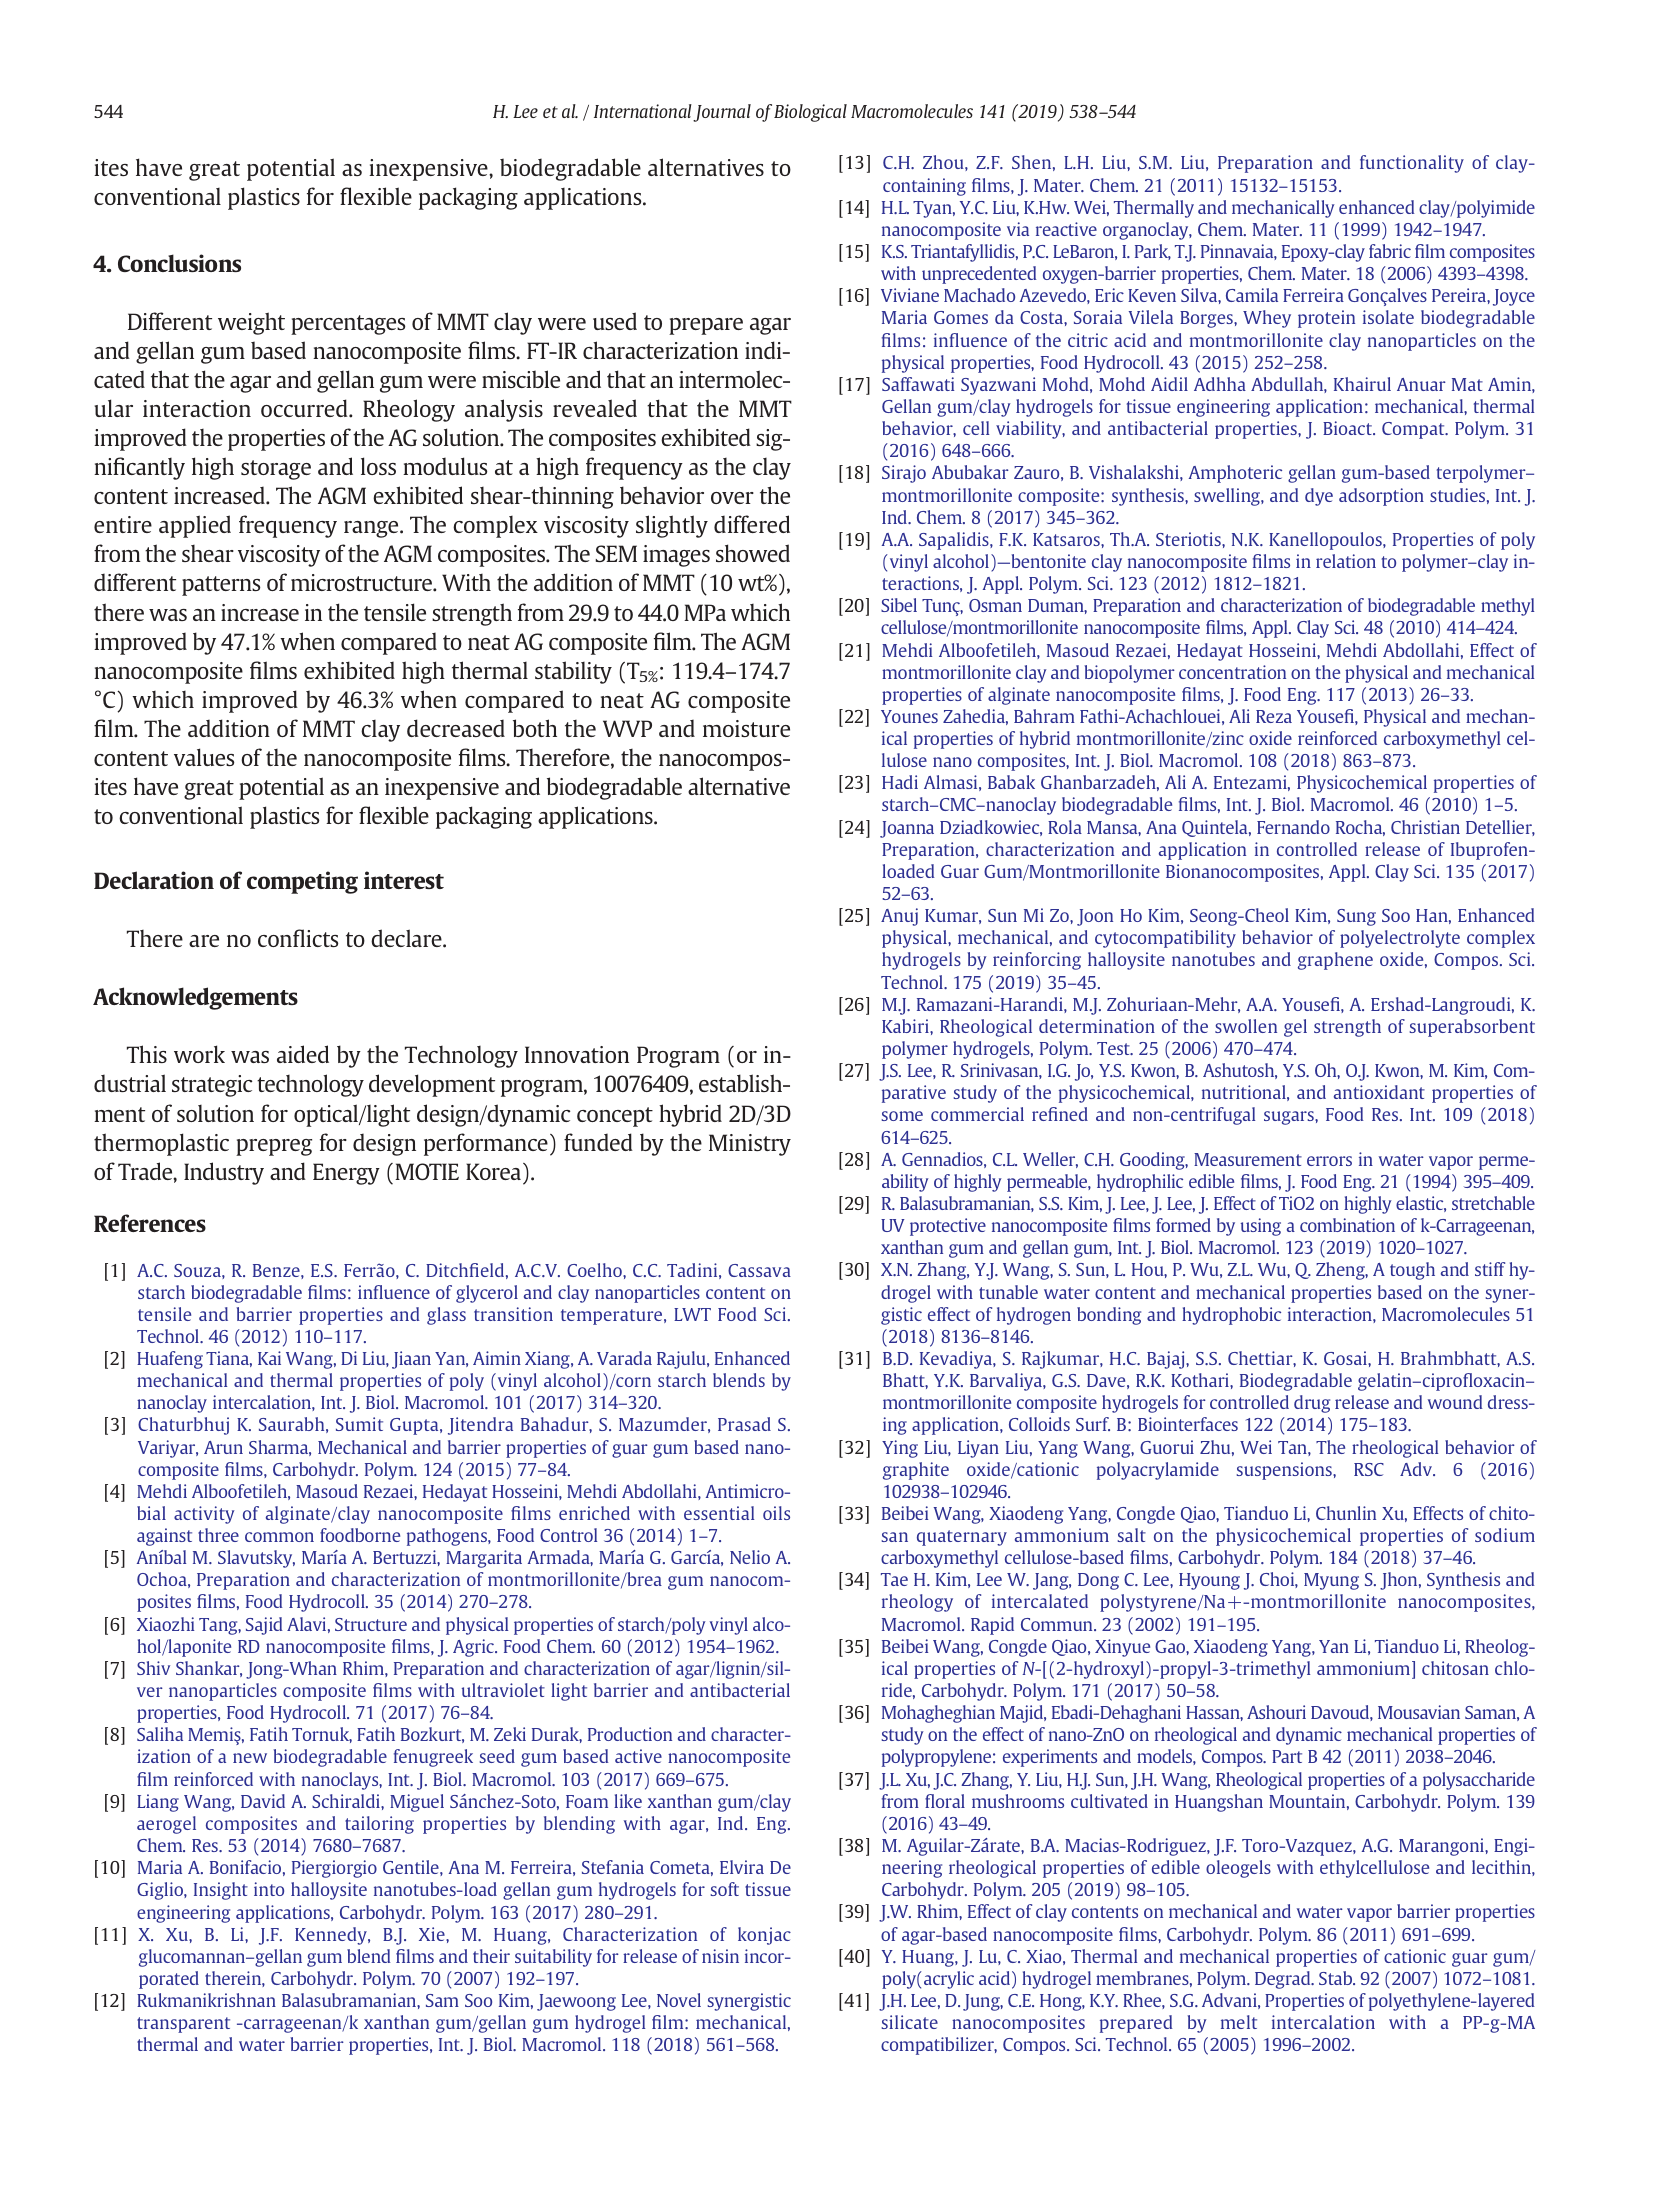 544
H. Lee et al. / International Journal of Biological Macromolecules 141 (2019) 538–544
ites have great potential as inexpensive, biodegradable alternatives to
conventional plastics for flexible packaging applications.
4. Conclusions
Different weight percentages of MMT clay were used to prepare agar
and gellan gum based nanocomposite films. FT-IR characterization indi-
cated that the agar and gellan gum were miscible and that an intermolec-
ular interaction occurred. Rheology analysis revealed that the MMT
improved the properties of the AG solution. The composites exhibited sig-
nificantly high storage and loss modulus at a high frequency as the clay
content increased. The AGM exhibited shear-thinning behavior over the
entire applied frequency range. The complex viscosity slightly differed
from the shear viscosity of the AGM composites. The SEM images showed
different patterns of microstructure. With the addition of MMT (10 wt%),
there was an increase in the tensile strength from 29.9 to 44.0 MPa which
improved by 47.1% when compared to neat AG composite film. The AGM
nanocomposite films exhibited high thermal stability (T5%: 119.4–174.7
°C) which improved by 46.3% when compared to neat AG composite
film. The addition of MMT clay decreased both the WVP and moisture
content values of the nanocomposite films. Therefore, the nanocompos-
ites have great potential as an inexpensive and biodegradable alternative
to conventional plastics for flexible packaging applications.
Declaration of competing interest
There are no conflicts to declare.
Acknowledgements
This work was aided by the Technology Innovation Program (or in-
dustrial strategic technology development program, 10076409, establish-
ment of solution for optical/light design/dynamic concept hybrid 2D/3D
thermoplastic prepreg for design performance) funded by the Ministry
of Trade, Industry and Energy (MOTIE Korea).
References
[1] A.C. Souza, R. Benze, E.S. Ferrão, C. Ditchfield, A.C.V. Coelho, C.C. Tadini, Cassava
starch biodegradable films: influence of glycerol and clay nanoparticles content on
tensile and barrier properties and glass transition temperature, LWT Food Sci.
Technol. 46 (2012) 110–117.
[2] Huafeng Tiana, Kai Wang, Di Liu, Jiaan Yan, Aimin Xiang, A. Varada Rajulu, Enhanced
mechanical and thermal properties of poly (vinyl alcohol)/corn starch blends by
nanoclay intercalation, Int. J. Biol. Macromol. 101 (2017) 314–320.
[3] Chaturbhuj K. Saurabh, Sumit Gupta, Jitendra Bahadur, S. Mazumder, Prasad S.
Variyar, Arun Sharma, Mechanical and barrier properties of guar gum based nano-
composite films, Carbohydr. Polym. 124 (2015) 77–84.
[4] Mehdi Alboofetileh, Masoud Rezaei, Hedayat Hosseini, Mehdi Abdollahi, Antimicro-
bial activity of alginate/clay nanocomposite films enriched with essential oils
against three common foodborne pathogens, Food Control 36 (2014) 1–7.
[5] Aníbal M. Slavutsky, María A. Bertuzzi, Margarita Armada, María G. García, Nelio A.
Ochoa, Preparation and characterization of montmorillonite/brea gum nanocom-
posites films, Food Hydrocoll. 35 (2014) 270–278.
[6] Xiaozhi Tang, Sajid Alavi, Structure and physical properties of starch/poly vinyl alco-
hol/laponite RD nanocomposite films, J. Agric. Food Chem. 60 (2012) 1954–1962.
[7] Shiv Shankar, Jong-Whan Rhim, Preparation and characterization of agar/lignin/sil-
ver nanoparticles composite films with ultraviolet light barrier and antibacterial
properties, Food Hydrocoll. 71 (2017) 76–84.
[8] Saliha Memiş, Fatih Tornuk, Fatih Bozkurt, M. Zeki Durak, Production and character-
ization of a new biodegradable fenugreek seed gum based active nanocomposite
film reinforced with nanoclays, Int. J. Biol. Macromol. 103 (2017) 669–675.
[9] Liang Wang, David A. Schiraldi, Miguel Sánchez-Soto, Foam like xanthan gum/clay
aerogel composites and tailoring properties by blending with agar, Ind. Eng.
Chem. Res. 53 (2014) 7680–7687.
[10] Maria A. Bonifacio, Piergiorgio Gentile, Ana M. Ferreira, Stefania Cometa, Elvira De
Giglio, Insight into halloysite nanotubes-load gellan gum hydrogels for soft tissue
engineering applications, Carbohydr. Polym. 163 (2017) 280–291.
[11] X. Xu, B. Li, J.F. Kennedy, B.J. Xie, M. Huang, Characterization of konjac
glucomannan–gellan gum blend films and their suitability for release of nisin incor-
porated therein, Carbohydr. Polym. 70 (2007) 192–197.
[12] Rukmanikrishnan Balasubramanian, Sam Soo Kim, Jaewoong Lee, Novel synergistic
transparent -carrageenan/k xanthan gum/gellan gum hydrogel film: mechanical,
thermal and water barrier properties, Int. J. Biol. Macromol. 118 (2018) 561–568.
[13] C.H. Zhou, Z.F. Shen, L.H. Liu, S.M. Liu, Preparation and functionality of clay-
containing films, J. Mater. Chem. 21 (2011) 15132–15153.
[14] H.L. Tyan, Y.C. Liu, K.Hw. Wei, Thermally and mechanically enhanced clay/polyimide
nanocomposite via reactive organoclay, Chem. Mater. 11 (1999) 1942–1947.
[15] K.S. Triantafyllidis, P.C. LeBaron, I. Park, T.J. Pinnavaia, Epoxy-clay fabric film composites
with unprecedented oxygen-barrier properties, Chem. Mater. 18 (2006) 4393–4398.
[16] Viviane Machado Azevedo, Eric Keven Silva, Camila Ferreira Gonçalves Pereira, Joyce
Maria Gomes da Costa, Soraia Vilela Borges, Whey protein isolate biodegradable
films: influence of the citric acid and montmorillonite clay nanoparticles on the
physical properties, Food Hydrocoll. 43 (2015) 252–258.
[17] Saffawati Syazwani Mohd, Mohd Aidil Adhha Abdullah, Khairul Anuar Mat Amin,
Gellan gum/clay hydrogels for tissue engineering application: mechanical, thermal
behavior, cell viability, and antibacterial properties, J. Bioact. Compat. Polym. 31
(2016) 648–666.
[18] Sirajo Abubakar Zauro, B. Vishalakshi, Amphoteric gellan gum-based terpolymer–
montmorillonite composite: synthesis, swelling, and dye adsorption studies, Int. J.
Ind. Chem. 8 (2017) 345–362.
[19] A.A. Sapalidis, F.K. Katsaros, Th.A. Steriotis, N.K. Kanellopoulos, Properties of poly
(vinyl alcohol)—bentonite clay nanocomposite films in relation to polymer–clay in-
teractions, J. Appl. Polym. Sci. 123 (2012) 1812–1821.
[20] Sibel Tunç, Osman Duman, Preparation and characterization of biodegradable methyl
cellulose/montmorillonite nanocomposite films, Appl. Clay Sci. 48 (2010) 414–424.
[21] Mehdi Alboofetileh, Masoud Rezaei, Hedayat Hosseini, Mehdi Abdollahi, Effect of
montmorillonite clay and biopolymer concentration on the physical and mechanical
properties of alginate nanocomposite films, J. Food Eng. 117 (2013) 26–33.
[22] Younes Zahedia, Bahram Fathi-Achachlouei, Ali Reza Yousefi, Physical and mechan-
ical properties of hybrid montmorillonite/zinc oxide reinforced carboxymethyl cel-
lulose nano composites, Int. J. Biol. Macromol. 108 (2018) 863–873.
[23] Hadi Almasi, Babak Ghanbarzadeh, Ali A. Entezami, Physicochemical properties of
starch–CMC–nanoclay biodegradable films, Int. J. Biol. Macromol. 46 (2010) 1–5.
[24] Joanna Dziadkowiec, Rola Mansa, Ana Quintela, Fernando Rocha, Christian Detellier,
Preparation, characterization and application in controlled release of Ibuprofen-
loaded Guar Gum/Montmorillonite Bionanocomposites, Appl. Clay Sci. 135 (2017)
52–63.
[25] Anuj Kumar, Sun Mi Zo, Joon Ho Kim, Seong-Cheol Kim, Sung Soo Han, Enhanced
physical, mechanical, and cytocompatibility behavior of polyelectrolyte complex
hydrogels by reinforcing halloysite nanotubes and graphene oxide, Compos. Sci.
Technol. 175 (2019) 35–45.
[26] M.J. Ramazani-Harandi, M.J. Zohuriaan-Mehr, A.A. Yousefi, A. Ershad-Langroudi, K.
Kabiri, Rheological determination of the swollen gel strength of superabsorbent
polymer hydrogels, Polym. Test. 25 (2006) 470–474.
[27] J.S. Lee, R. Srinivasan, I.G. Jo, Y.S. Kwon, B. Ashutosh, Y.S. Oh, O.J. Kwon, M. Kim, Com-
parative study of the physicochemical, nutritional, and antioxidant properties of
some commercial refined and non-centrifugal sugars, Food Res. Int. 109 (2018)
614–625.
[28] A. Gennadios, C.L. Weller, C.H. Gooding, Measurement errors in water vapor perme-
ability of highly permeable, hydrophilic edible films, J. Food Eng. 21 (1994) 395–409.
[29] R. Balasubramanian, S.S. Kim, J. Lee, J. Lee, J. Effect of TiO2 on highly elastic, stretchable
UV protective nanocomposite films formed by using a combination of k-Carrageenan,
xanthan gum and gellan gum, Int. J. Biol. Macromol. 123 (2019) 1020–1027.
[30] X.N. Zhang, Y.J. Wang, S. Sun, L. Hou, P. Wu, Z.L. Wu, Q. Zheng, A tough and stiff hy-
drogel with tunable water content and mechanical properties based on the syner-
gistic effect of hydrogen bonding and hydrophobic interaction, Macromolecules 51
(2018) 8136–8146.
[31] B.D. Kevadiya, S. Rajkumar, H.C. Bajaj, S.S. Chettiar, K. Gosai, H. Brahmbhatt, A.S.
Bhatt, Y.K. Barvaliya, G.S. Dave, R.K. Kothari, Biodegradable gelatin–ciprofloxacin–
montmorillonite composite hydrogels for controlled drug release and wound dress-
ing application, Colloids Surf. B: Biointerfaces 122 (2014) 175–183.
[32] Ying Liu, Liyan Liu, Yang Wang, Guorui Zhu, Wei Tan, The rheological behavior of
graphite oxide/cationic polyacrylamide suspensions, RSC Adv. 6 (2016)
102938–102946.
[33] Beibei Wang, Xiaodeng Yang, Congde Qiao, Tianduo Li, Chunlin Xu, Effects of chito-
san quaternary ammonium salt on the physicochemical properties of sodium
carboxymethyl cellulose-based films, Carbohydr. Polym. 184 (2018) 37–46.
[34] Tae H. Kim, Lee W. Jang, Dong C. Lee, Hyoung J. Choi, Myung S. Jhon, Synthesis and
rheology of intercalated polystyrene/Na+-montmorillonite nanocomposites,
Macromol. Rapid Commun. 23 (2002) 191–195.
[35] Beibei Wang, Congde Qiao, Xinyue Gao, Xiaodeng Yang, Yan Li, Tianduo Li, Rheolog-
ical properties of N-[(2-hydroxyl)-propyl-3-trimethyl ammonium] chitosan chlo-
ride, Carbohydr. Polym. 171 (2017) 50–58.
[36] Mohagheghian Majid, Ebadi-Dehaghani Hassan, Ashouri Davoud, Mousavian Saman, A
study on the effect of nano-ZnO on rheological and dynamic mechanical properties of
polypropylene: experiments and models, Compos. Part B 42 (2011) 2038–2046.
[37] J.L. Xu, J.C. Zhang, Y. Liu, H.J. Sun, J.H. Wang, Rheological properties of a polysaccharide
from floral mushrooms cultivated in Huangshan Mountain, Carbohydr. Polym. 139
(2016) 43–49.
[38] M. Aguilar-Zárate, B.A. Macias-Rodriguez, J.F. Toro-Vazquez, A.G. Marangoni, Engi-
neering rheological properties of edible oleogels with ethylcellulose and lecithin,
Carbohydr. Polym. 205 (2019) 98–105.
[39] J.W. Rhim, Effect of clay contents on mechanical and water vapor barrier properties
of agar-based nanocomposite films, Carbohydr. Polym. 86 (2011) 691–699.
[40] Y. Huang, J. Lu, C. Xiao, Thermal and mechanical properties of cationic guar gum/
poly(acrylic acid) hydrogel membranes, Polym. Degrad. Stab. 92 (2007) 1072–1081.
[41] J.H. Lee, D. Jung, C.E. Hong, K.Y. Rhee, S.G. Advani, Properties of polyethylene-layered
silicate nanocomposites prepared by melt intercalation with a PP-g-MA
compatibilizer, Compos. Sci. Technol. 65 (2005) 1996–2002.